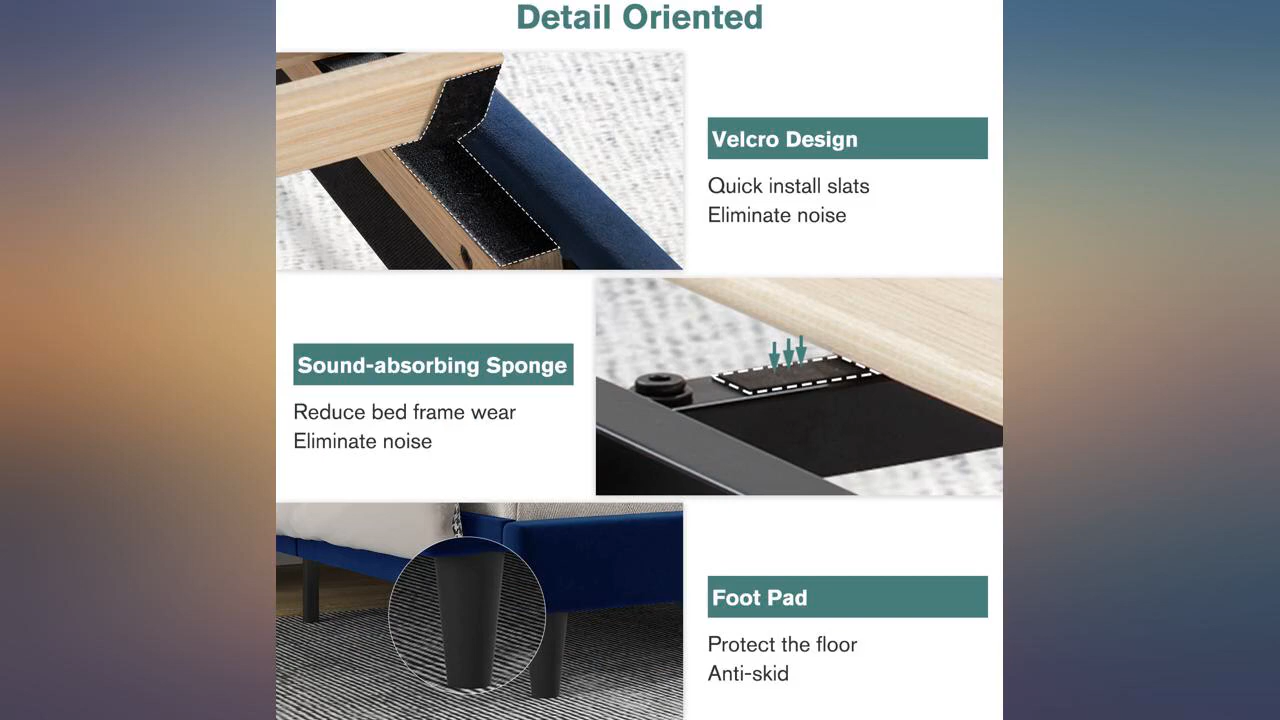 Detail Oriented
Velcro Design
Quick install slats
Eliminate noise
Sound-absorbing Sponge
Reduce bed frame wear
Eliminate noise
Foot Pad
Protect the floor
Anti-skid